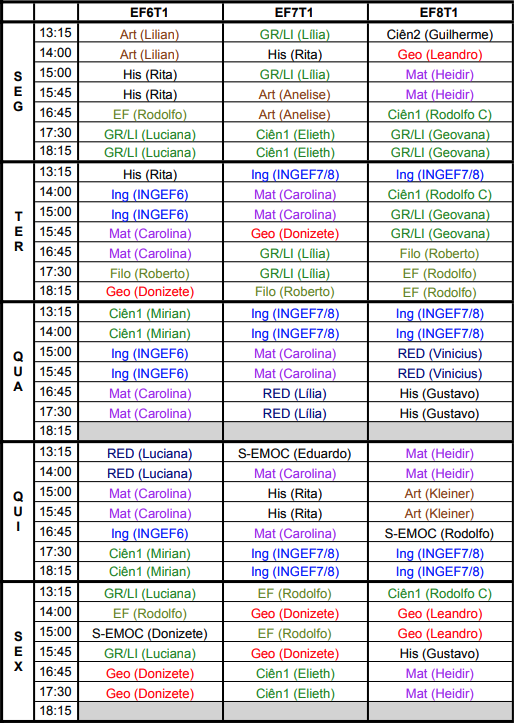 EF6T1 EF7T1 EF8T1
SEG
13:15 Art (Lilian) GR/LI (Lília) Ciên2 (Guilherme)
14:00 Art (Lilian) His (Rita) Geo (Leandro)
15:00 His (Rita) GR/LI (Lília) Mat (Heidir)
15:45 His (Rita) Art (Anelise) Mat (Heidir)
16:45 EF (Rodolfo) Art (Anelise) Ciên1 (Rodolfo C)
17:30 GR/LI (Luciana) Ciên1 (Elieth) GR/LI (Geovana)
18:15 GR/LI (Luciana) Ciên1 (Elieth) GR/LI (Geovana)
TER
13:15 His (Rita) Ing (INGEF7/8) Ing (INGEF7/8)
14:00 Ing (INGEF6) Mat (Carolina) Ciên1 (Rodolfo C)
15:00 Ing (INGEF6) Mat (Carolina) GR/LI (Geovana)
15:45 Mat (Carolina) Geo (Donizete) GR/LI (Geovana)
16:45 Mat (Carolina) GR/LI (Lília) Filo (Roberto)
17:30 Filo (Roberto) GR/LI (Lília) EF (Rodolfo)
18:15 Geo (Donizete) Filo (Roberto) EF (Rodolfo)
QUA
13:15 Ciên1 (Mirian) Ing (INGEF7/8) Ing (INGEF7/8)
14:00 Ciên1 (Mirian) Ing (INGEF7/8) Ing (INGEF7/8)
15:00 Ing (INGEF6) Mat (Carolina) RED (Vinicius)
15:45 Ing (INGEF6) Mat (Carolina) RED (Vinicius)
16:45 Mat (Carolina) RED (Lília) His (Gustavo)
17:30 Mat (Carolina) RED (Lília) His (Gustavo)
18:15
QUI
13:15 RED (Luciana) S-EMOC (Eduardo) Mat (Heidir)
14:00 RED (Luciana) Mat (Carolina) Mat (Heidir)
15:00 Mat (Carolina) His (Rita) Art (Kleiner)
15:45 Mat (Carolina) His (Rita) Art (Kleiner)
16:45 Ing (INGEF6) Mat (Carolina) S-EMOC (Rodolfo)
17:30 Ciên1 (Mirian) Ing (INGEF7/8) Ing (INGEF7/8)
18:15 Ciên1 (Mirian) Ing (INGEF7/8) Ing (INGEF7/8)
SEX
13:15 GR/LI (Luciana) EF (Rodolfo) Ciên1 (Rodolfo C)
14:00 EF (Rodolfo) Geo (Donizete) Geo (Leandro)
15:00 S-EMOC (Donizete) EF (Rodolfo) Geo (Leandro)
15:45 GR/LI (Luciana) Geo (Donizete) His (Gustavo)
16:45 Geo (Donizete) Ciên1 (Elieth) Mat (Heidir)
17:30 Geo (Donizete) Ciên1 (Elieth) Mat (Heidir)
18:15